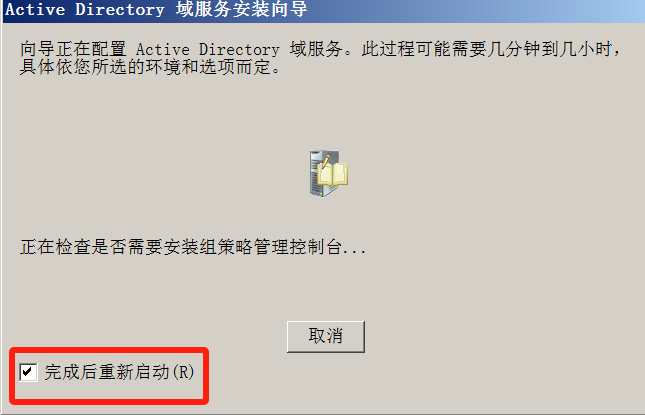 Active Directory 域服务安装向导
向导正在配置 Active Directory 域服务。此过程可能需要几分钟到几小时，
具体依您所选的环境和选项而定。
正在检查是否需要安装组策略管理控制台...
取消
完成后重新启动(R)